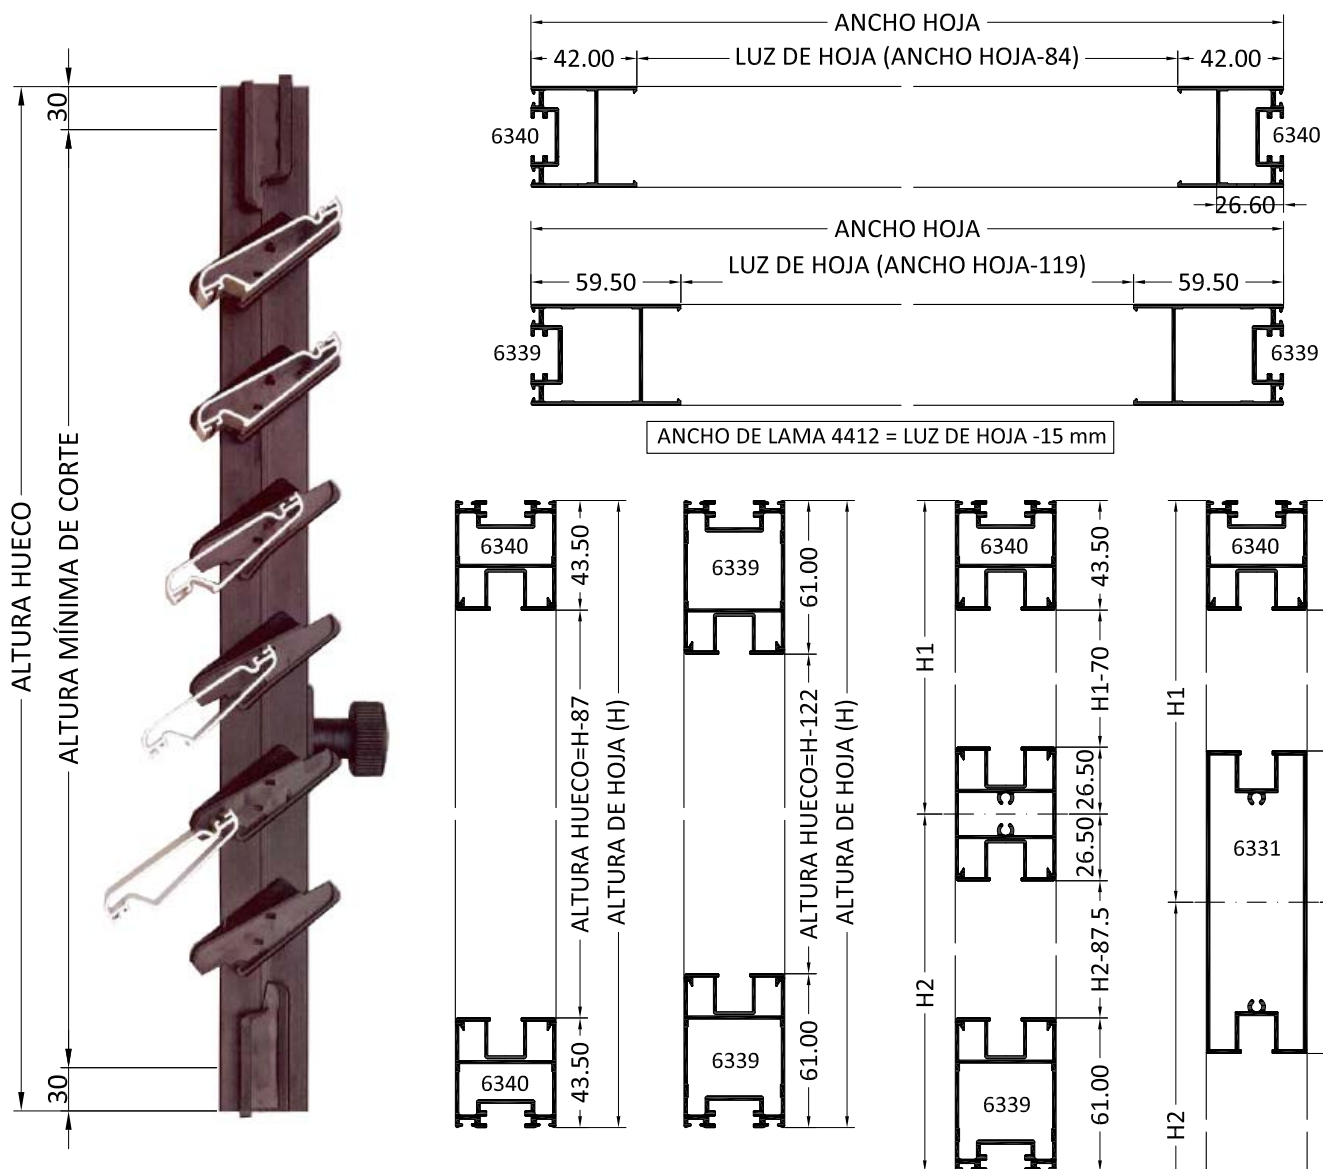 ANCHO HOJA
42.00
LUZ DE HOJA (ANCHO HOJA-84)
42.00
6340
6340
26.60
ANCHO HOJA
LUZ DE HOJA (ANCHO HOJA-119)
59.50
59.50
6339
6339
ANCHO DE LAMA 4412 = LUZ DE HOJA -15 mm
30
ALTURA HUECO
ALTURA MÍNIMA DE CORTE
30
6340
43.50
ALTURA HUECO=H-87
ALTURA DE HOJA (H)
6340
43.50
6339
61.00
ALTURA HUECO=H-122
ALTURA DE HOJA (H)
6339
61.00
H1
6340
43.50
H1-70
26.50
26.50
H2
H2-87.5
6339
61.00
H1
6340
6331
H2